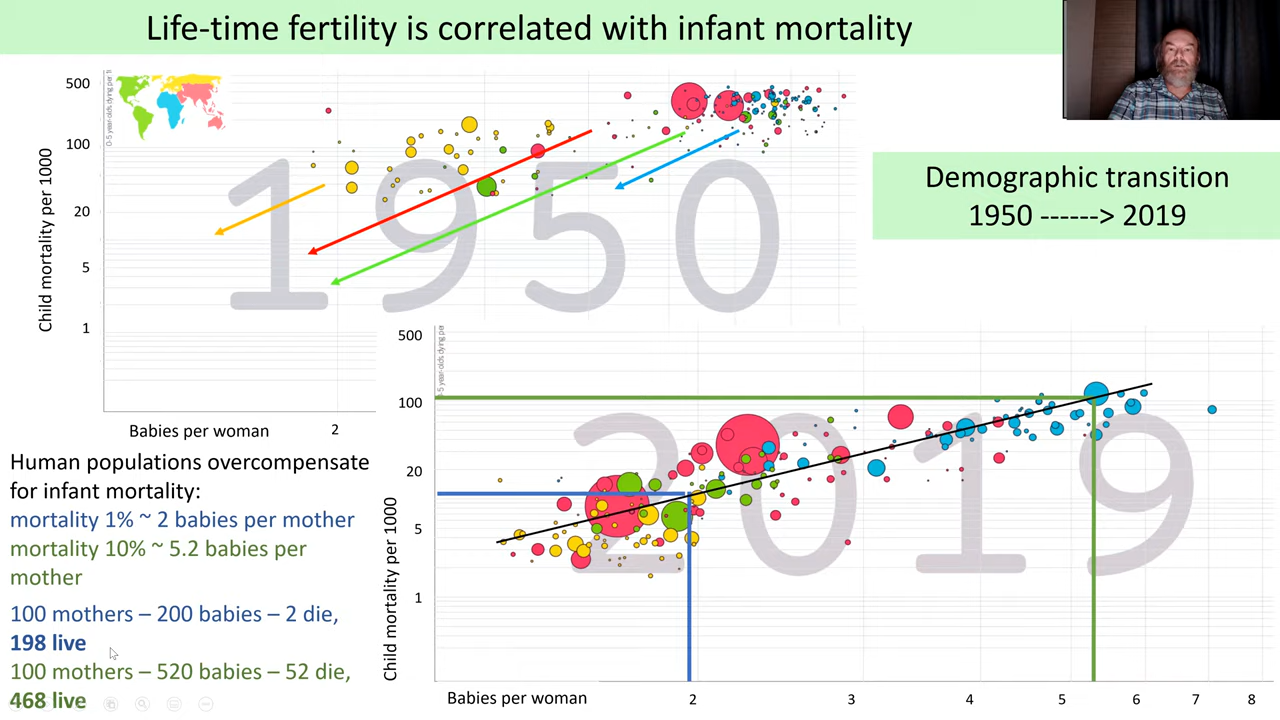 Life-time fertility is correlated with infant mortality
Demographic transition
1950 ------> 2019
500
100
20
5
1
Child mortality per 1000
1950
Babies per woman
2
Human populations overcompensate
for infant mortality:
mortality 1% ~ 2 babies per mother
mortality 10% ~ 5.2 babies per
mother
100 mothers – 200 babies – 2 die,
198 live
100 mothers – 520 babies – 52 die,
468 live
500
100
20
5
1
Child mortality per 1000
2019
Babies per woman
2
3
4
5
6
7
8